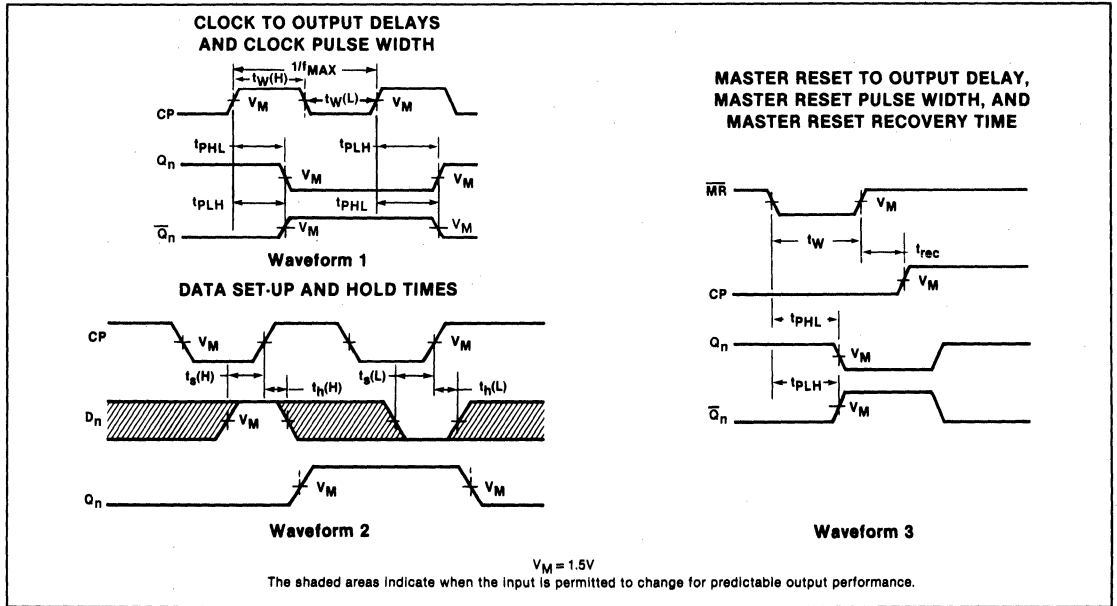 CLOCK TO OUTPUT DELAYS
AND CLOCK PULSE WIDTH
1/fMAX
tW(H)
tW(L)
CP
VM
VM
tPHL
tPLH
Qn
VM
VM
tPLH
tPHL
Q̅n
VM
VM
Waveform 1
DATA SET-UP AND HOLD TIMES
CP
VM
VM
ts(H)
th(H)
ts(L)
th(L)
Dn
VM
Qn
VM
VM
Waveform 2
MASTER RESET TO OUTPUT DELAY,
MASTER RESET PULSE WIDTH, AND
MASTER RESET RECOVERY TIME
M̅R̅
VM
tW
trec
CP
VM
tPHL
Qn
VM
tPLH
Q̅n
VM
Waveform 3
VM = 1.5V
The shaded areas indicate when the input is permitted to change for predictable output performance.